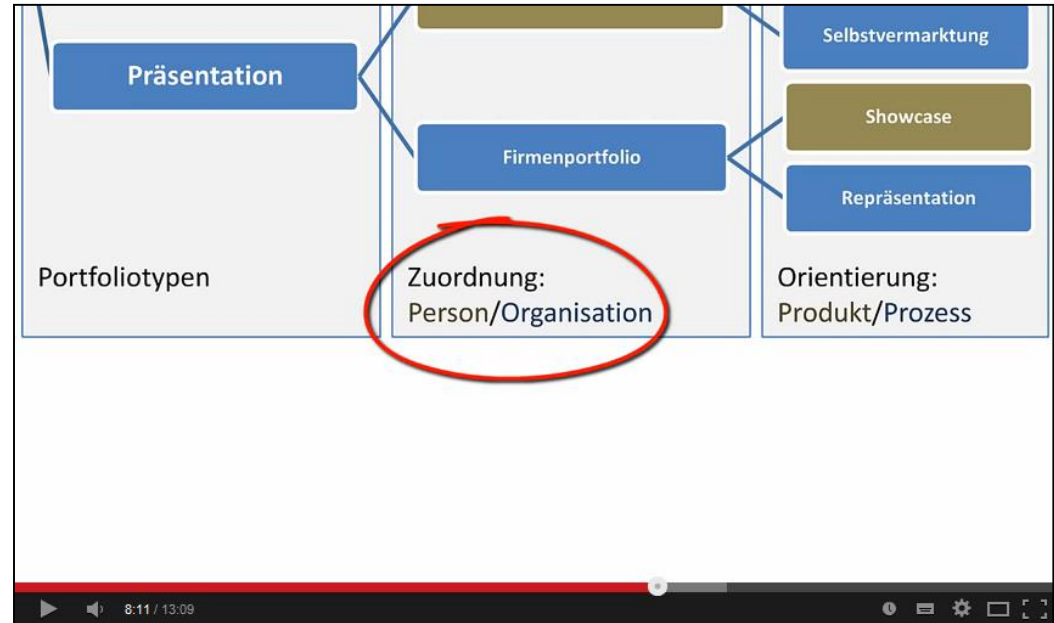 Selbstvermarktung
Präsentation
Showcase
Firmenportfolio
Repräsentation
Portfoliotypen
Zuordnung:
Person/Organisation
Orientierung:
Produkt/Prozess
8:11 / 13:09